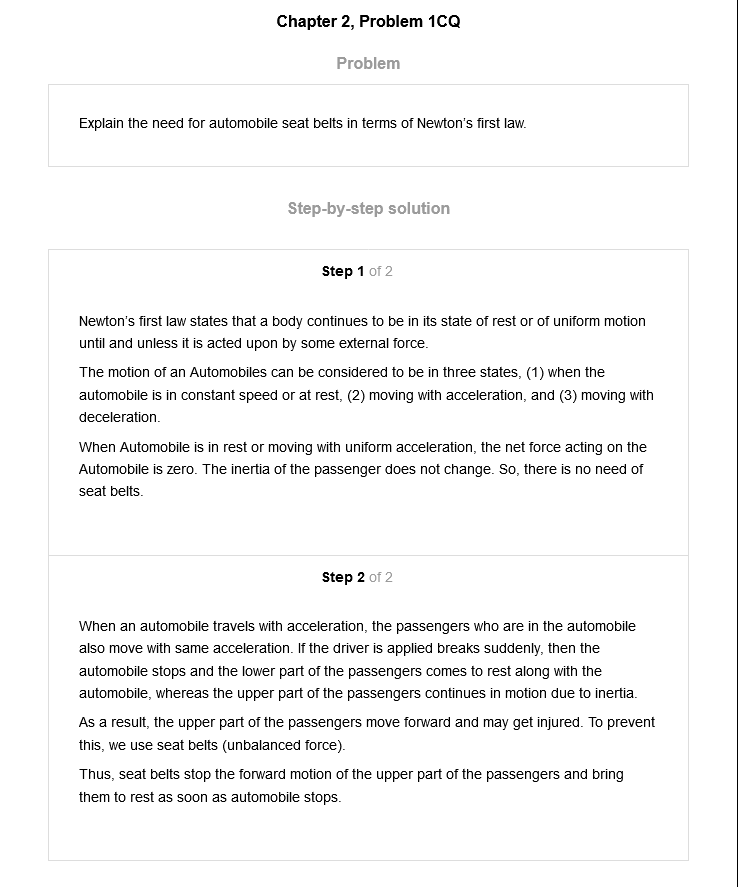 Chapter 2, Problem 1CQ
Problem
Explain the need for automobile seat belts in terms of Newton's first law.
Step-by-step solution
Step 1 of 2
Newton's first law states that a body continues to be in its state of rest or of uniform motion
until and unless it is acted upon by some external force.
The motion of an Automobiles can be considered to be in three states, (1) when the
automobile is in constant speed or at rest, (2) moving with acceleration, and (3) moving with
deceleration.
When Automobile is in rest or moving with uniform acceleration, the net force acting on the
Automobile is zero. The inertia of the passenger does not change. So, there is no need of
seat belts.
Step 2 of 2
When an automobile travels with acceleration, the passengers who are in the automobile
also move with same acceleration. If the driver is applied breaks suddenly, then the
automobile stops and the lower part of the passengers comes to rest along with the
automobile, whereas the upper part of the passengers continues in motion due to inertia.
As a result, the upper part of the passengers move forward and may get injured. To prevent
this, we use seat belts (unbalanced force).
Thus, seat belts stop the forward motion of the upper part of the passengers and bring
them to rest as soon as automobile stops.